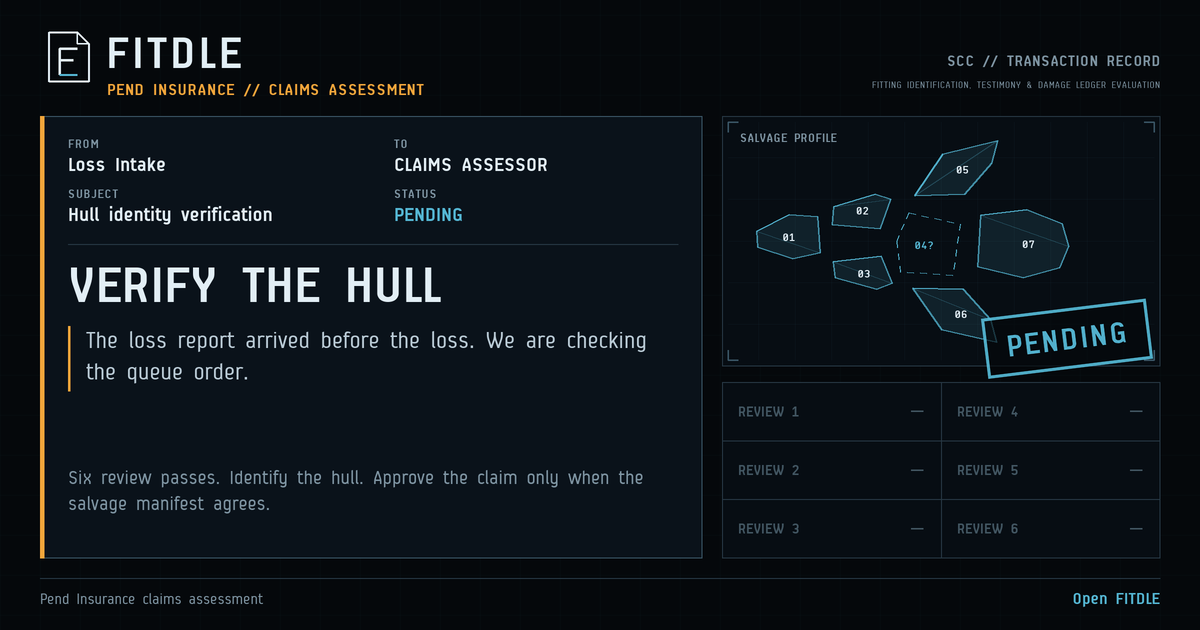 FITDLE
PEND INSURANCE // CLAIMS ASSESSMENT
SCC // TRANSACTION RECORD
FITTING IDENTIFICATION, TESTIMONY & DAMAGE LEDGER EVALUATION
FROM
Loss Intake
TO
CLAIMS ASSESSOR
SUBJECT
Hull identity verification
STATUS
PENDING
VERIFY THE HULL
The loss report arrived before the loss. We are checking
the queue order.
Six review passes. Identify the hull. Approve the claim only when the
salvage manifest agrees.
SALVAGE PROFILE
01
02
03
04?
05
06
07
PENDING
REVIEW 1 —
REVIEW 4 —
REVIEW 2 —
REVIEW 5 —
REVIEW 3 —
REVIEW 6 —
Pend Insurance claims assessment
Open FITDLE